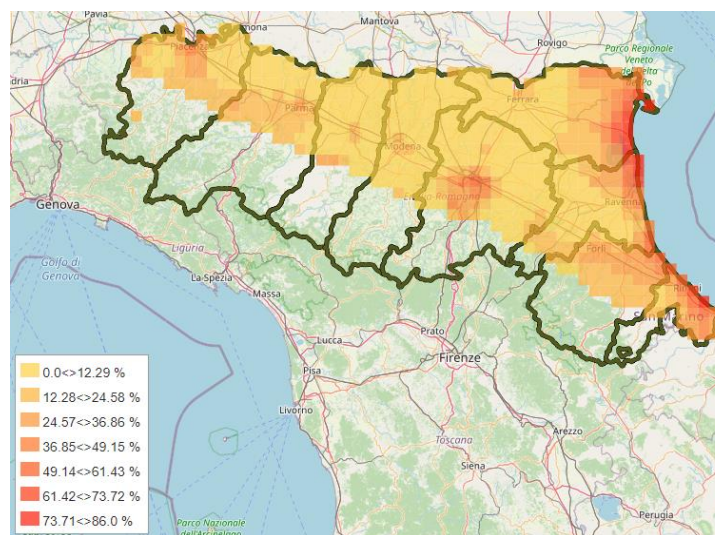 Pavia
Mantova
Rovigo
Parco Regionale
Veneto
Piacenza
Ferrara
Parma
Modena
Genova
Ravenna
Forlì
Golfo di
Genova
Liguria
La Spezia
Massa
Rimini
San Marino
Prato
Lucca
Firenze
Pisa
Livorno
Arezzo
Toscana
Siena
Perugia
Parco Nazionale
0.0<>12.29 %
12.28<>24.58 %
24.57<>36.86 %
36.85<>49.15 %
49.14<>61.43 %
61.42<>73.72 %
73.71<>86.0 %